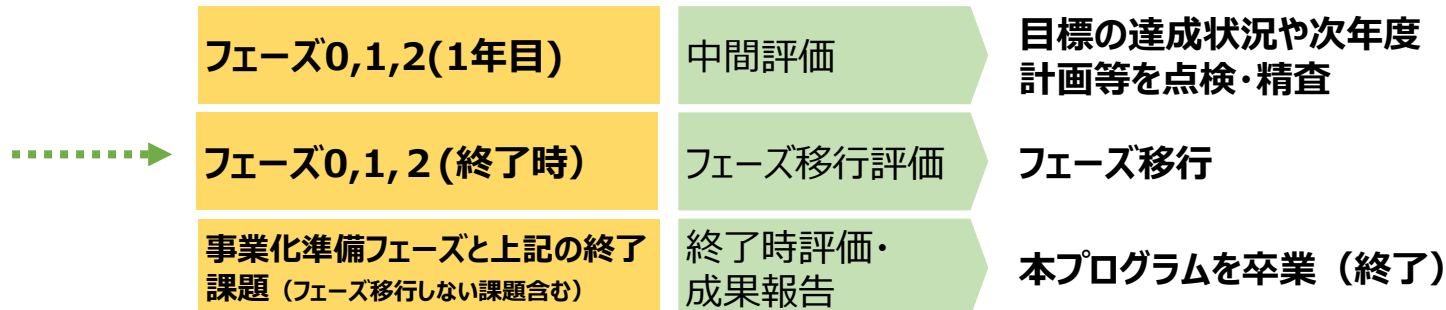 フェーズ0,1,2(1年目)
中間評価
目標の達成状況や次年度
計画等を点検・精査
フェーズ0,1,２(終了時）
フェーズ移行評価
フェーズ移行
事業化準備フェーズと上記の終了
課題（フェーズ移行しない課題含む）
終了時評価・
成果報告
本プログラムを卒業（終了）